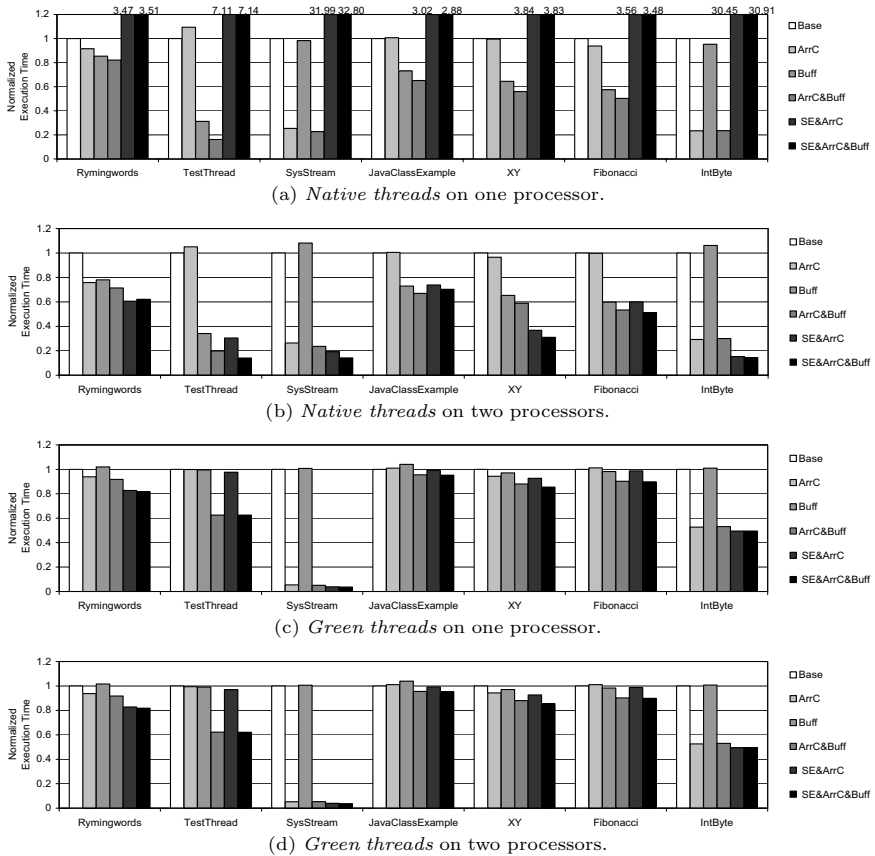 3.47 3.51 7.11 7.14 31.99 32.80 3.02 2.88 3.84 3.83 3.56 3.48 30.45 30.91
Normalized
Execution Time
1.2
1
0.8
0.6
0.4
0.2
0
Rymingwords TestThread SysStream JavaClassExample XY Fibonacci IntByte
Base
ArrC
Buff
ArrC&Buff
SE&ArrC
SE&ArrC&Buff
(a) Native threads on one processor.
Normalized
Execution Time
1.2
1
0.8
0.6
0.4
0.2
0
Rymingwords TestThread SysStream JavaClassExample XY Fibonacci IntByte
Base
ArrC
Buff
ArrC&Buff
SE&ArrC
SE&ArrC&Buff
(b) Native threads on two processors.
Normalized
Execution Time
1.2
1
0.8
0.6
0.4
0.2
0
Rymingwords TestThread SysStream JavaClassExample XY Fibonacci IntByte
Base
ArrC
Buff
ArrC&Buff
SE&ArrC
SE&ArrC&Buff
(c) Green threads on one processor.
Normalized
Execution Time
1.2
1
0.8
0.6
0.4
0.2
0
Rymingwords TestThread SysStream JavaClassExample XY Fibonacci IntByte
Base
ArrC
Buff
ArrC&Buff
SE&ArrC
SE&ArrC&Buff
(d) Green threads on two processors.